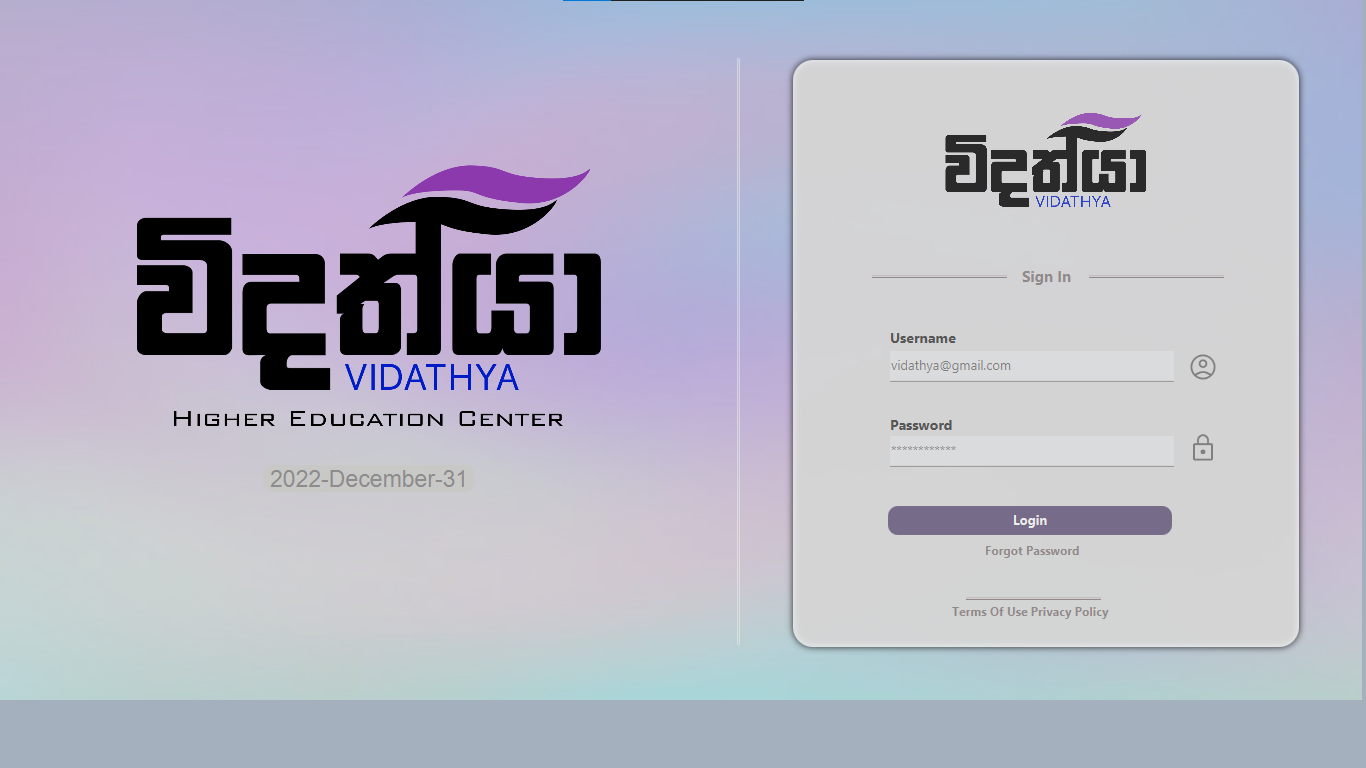 විදත්යා
VIDATHYA
HIGHER EDUCATION CENTER
2022-December-31
විදත්යා
VIDATHYA
Sign In
Username
vidathya@gmail.com
Password
************
Login
Forgot Password
Terms Of Use Privacy Policy